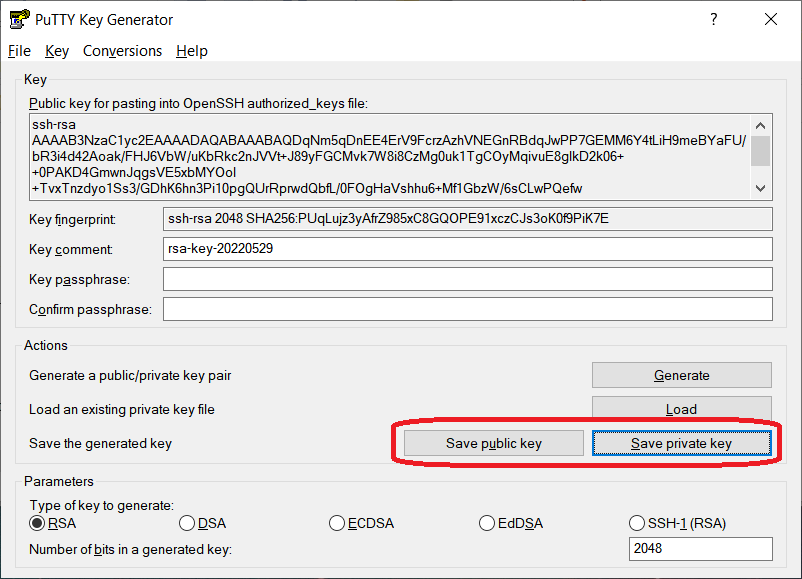 PuTTY Key Generator
?
File Key Conversions Help
Key
Public key for pasting into OpenSSH authorized_keys file:
ssh-rsa
AAAAB3NzaC1yc2EAAAADAQABAAABAQDqNm5qDnEE4ErV9FcrzAzhVNEGnRBdqJwPP7GEMM6Y4tLiH9meBYaFU/
bR3i4d42Aoak/FHJ6VbW/uKbRkc2nJVVt+J89yFGCMvk7W8i8CzMg0uk1TgCOyMqivuE8glkD2k06+
+0PAKD4GmwnJqgsVE5xbMYOol
+TvxTnzdyo1Ss3/GDhK6hn3Pi10pgQUrRprwdQbfL/0FOgHaVshhu6+Mf1GbzW/6sCLwPQefw
Key fingerprint: ssh-rsa 2048 SHA256:PUqLujz3yAfrZ985xC8GQOPE91xczCJs3oK0f9PiK7E
Key comment: rsa-key-20220529
Key passphrase:
Confirm passphrase:
Actions
Generate a public/private key pair Generate
Load an existing private key file Load
Save the generated key Save public key Save private key
Parameters
Type of key to generate:
RSA DSA ECDSA EdDSA SSH-1 (RSA)
Number of bits in a generated key: 2048